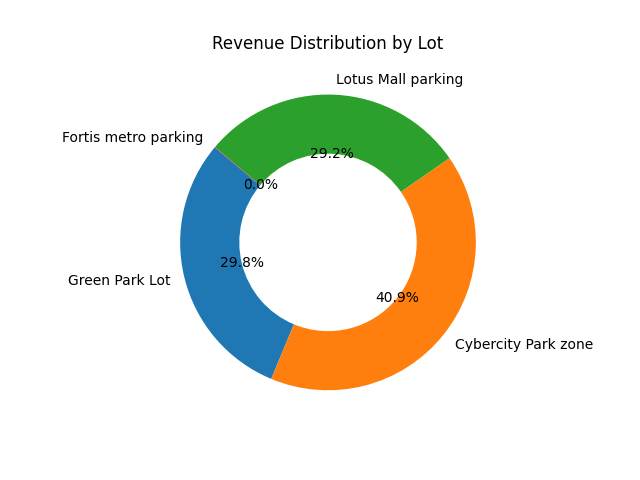 Revenue Distribution by Lot
Lotus Mall parking
Fortis metro parking
29.2%
0.0%
29.8%
Green Park Lot
40.9%
Cybercity Park zone